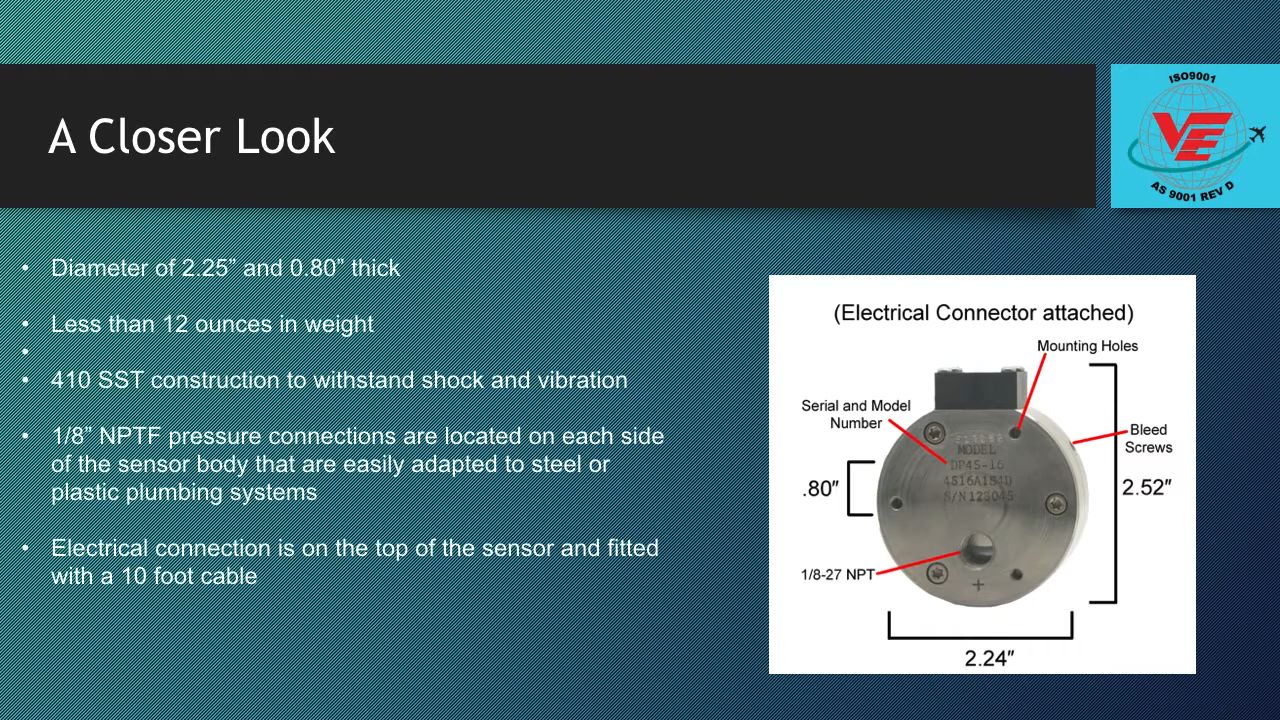 A Closer Look
ISO9001
VE
AS 9001 REV D
• Diameter of 2.25” and 0.80” thick
• Less than 12 ounces in weight
•
• 410 SST construction to withstand shock and vibration
• 1/8” NPTF pressure connections are located on each side
of the sensor body that are easily adapted to steel or
plastic plumbing systems
• Electrical connection is on the top of the sensor and fitted
with a 10 foot cable
(Electrical Connector attached)
Mounting Holes
Serial and Model
Number
Bleed
Screws
MODEL
DP45-16
4S16A1S4D
S/N123045
.80″
2.52″
1/8-27 NPT
+
2.24″